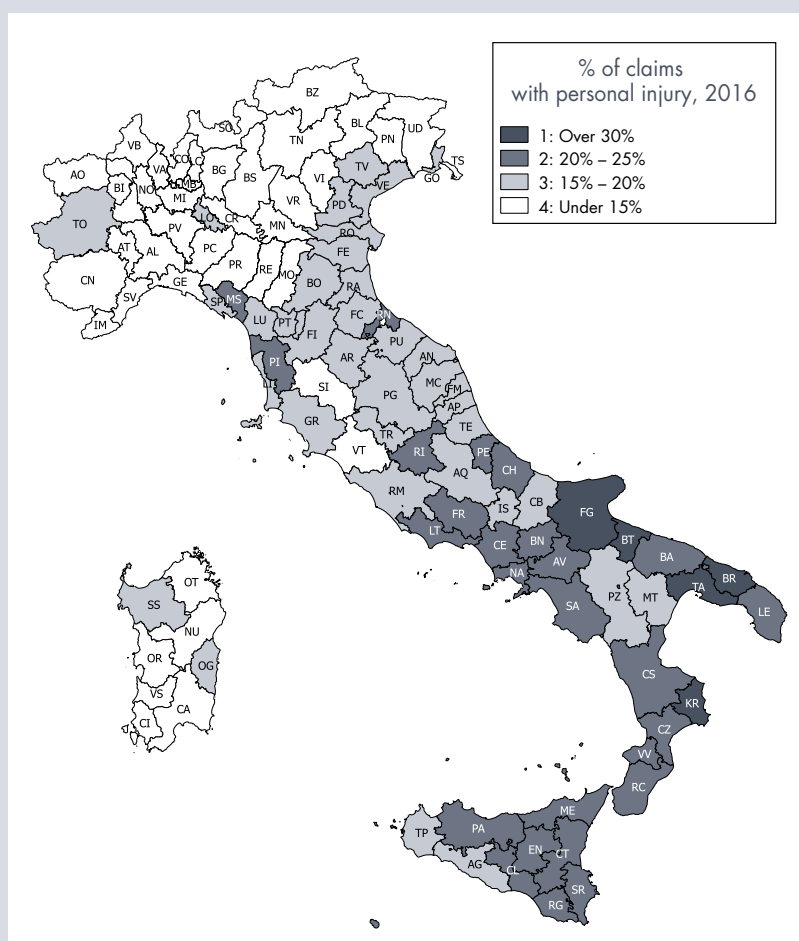 % of claims
with personal injury, 2016
1: Over 30%
2: 20% – 25%
3: 15% – 20%
4: Under 15%
BZ
SO
BL
UD
TN
PN
VB
CO
LC
VA
BG
BS
TV
TS
GO
AO
BI
NO
MB
MI
VI
VE
VR
PD
TO
LO
CR
PV
MN
RO
AT
AL
PC
FE
PR
RE
MO
CN
GE
BO
RA
SV
SP
MS
FC
RN
IM
LU
PT
FI
PU
AN
PI
AR
MC
FM
LI
SI
PG
AP
GR
TE
TR
VT
RI
PE
CH
AQ
RM
CB
IS
FR
FG
LT
BT
CE
BN
BA
AV
NA
BR
TA
OT
PZ
MT
SS
SA
LE
NU
OR
OG
CS
VS
CA
KR
CI
CZ
VV
RC
ME
TP
PA
EN
CT
AG
CL
SR
RG